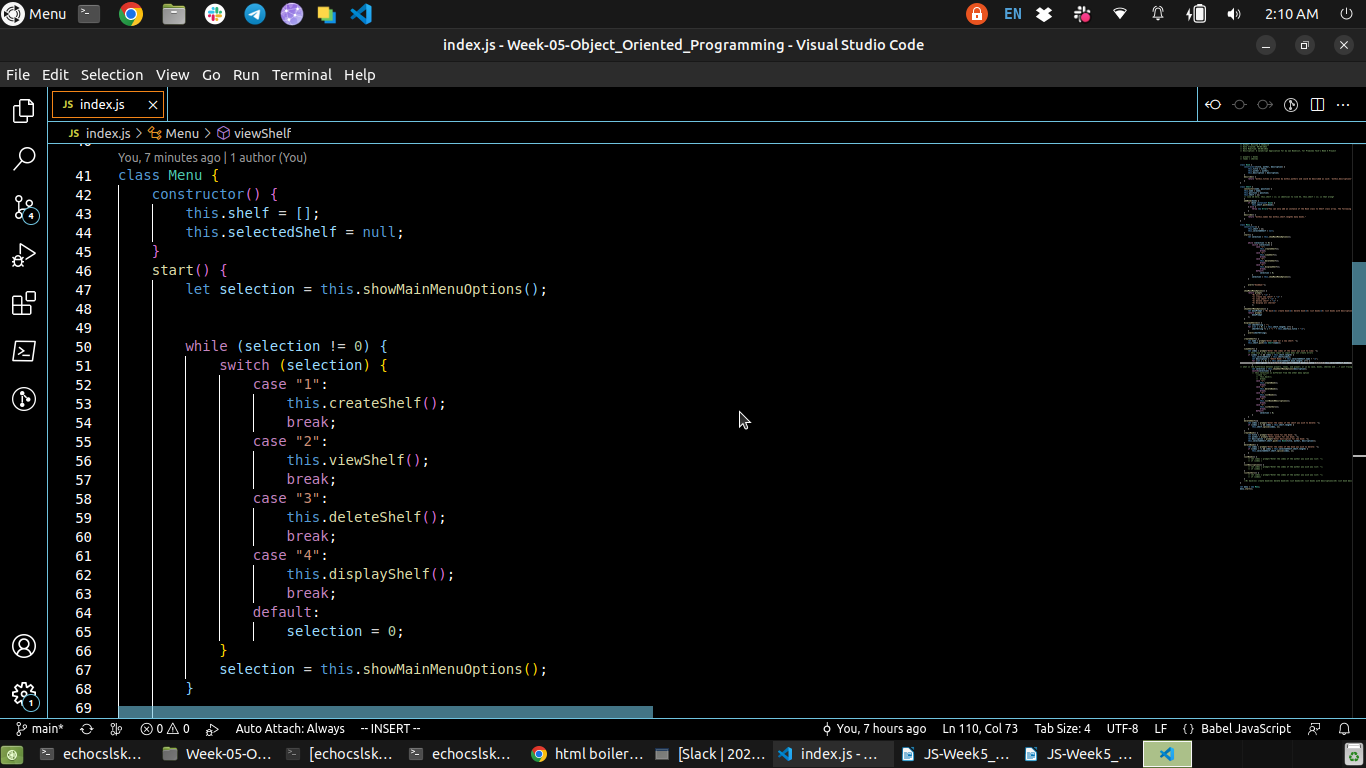 Menu
EN
2:10 AM
index.js - Week-05-Object_Oriented_Programming - Visual Studio Code
File Edit Selection View Go Run Terminal Help
JS index.js
JS index.js > Menu > viewShelf
You, 7 minutes ago | 1 author (You)
41 class Menu {
42 constructor() {
43 this.shelf = [];
44 this.selectedShelf = null;
45 }
46 start() {
47 let selection = this.showMainMenuOptions();
48
49
50 while (selection != 0) {
51 switch (selection) {
52 case "1":
53 this.createShelf();
54 break;
55 case "2":
56 this.viewShelf();
57 break;
58 case "3":
59 this.deleteShelf();
60 break;
61 case "4":
62 this.displayShelf();
63 break;
64 default:
65 selection = 0;
66 }
67 selection = this.showMainMenuOptions();
68 }
69
4
1
main* 0 0 Auto Attach: Always -- INSERT -- You, 7 hours ago Ln 110, Col 73 Tab Size: 4 UTF-8 LF {} Babel JavaScript
echocslsk... Week-05-O... [echocslsk... echocslsk... html boiler... [Slack | 202... index.js - ... JS-Week5_... JS-Week5_...